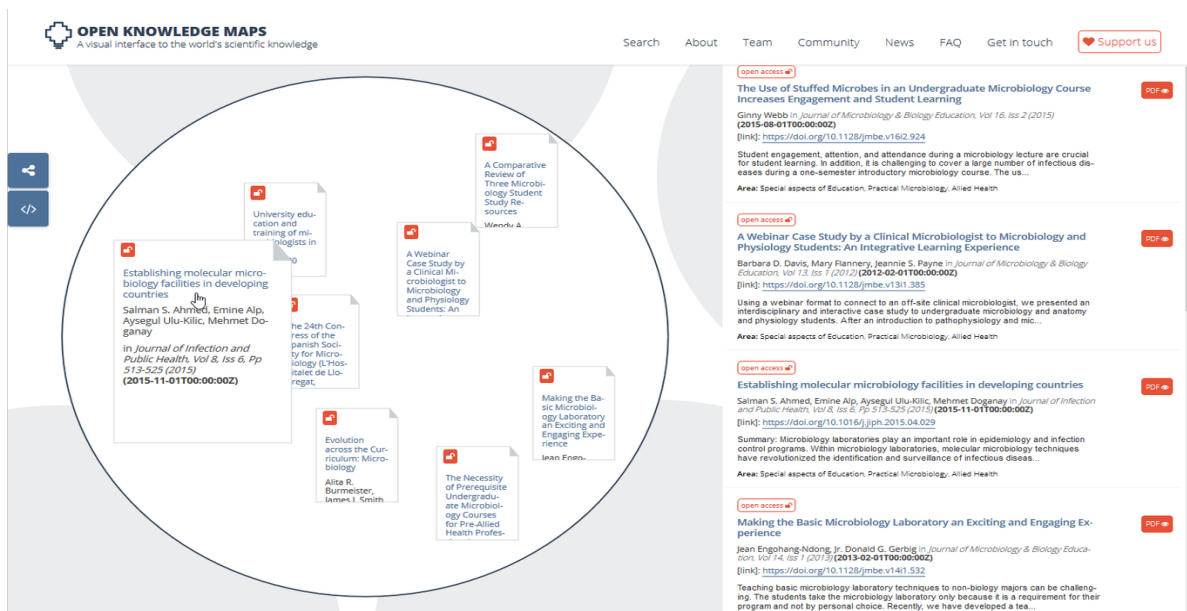 OPEN KNOWLEDGE MAPS
A visual interface to the world's scientific knowledge
Search About Team Community News FAQ Get in touch Support us
A Comparative
Review of
Three Microbi-
ology Student
Study Re-
sources
Wendy A.
University edu-
cation and
training of mi-
ologists in
A Webinar
Case Study by
a Clinical Mi-
crobiologist to
Microbiology
and Physiology
Students: An
Establishing molecular micro-
biology facilities in developing
countries
Salman S. Ahmed, Emine Alp,
Aysegul Ulu-Kilic, Mehmet Do-
ganay
in Journal of Infection and
Public Health, Vol 8, Iss 6, Pp
513-525 (2015)
(2015-11-01T00:00:00Z)
he 24th Con-
ress of the
panish Soci-
ty for Micro-
iology (L'Hos-
italet de Llo-
regat,
Making the Ba-
sic Microbiol-
ogy Laboratory
an Exciting and
Engaging Expe-
rience
Jean Engo-
Evolution
across the Cur-
riculum: Micro-
biology
Alita R.
Burmeister,
James J. Smith
The Necessity
of Prerequisite
Undergradu-
ate Microbiol-
ogy Courses
for Pre-Allied
Health Profes-
open access
The Use of Stuffed Microbes in an Undergraduate Microbiology Course
Increases Engagement and Student Learning
PDF
Ginny Webb in Journal of Microbiology & Biology Education, Vol 16, Iss 2 (2015)
(2015-08-01T00:00:00Z)
[link]: https://doi.org/10.1128/jmbe.v16i2.924
Student engagement, attention, and attendance during a microbiology lecture are crucial
for student learning. In addition, it is challenging to cover a large number of infectious dis-
eases during a one-semester introductory microbiology course. The us...
Area: Special aspects of Education, Practical Microbiology, Allied Health
open access
A Webinar Case Study by a Clinical Microbiologist to Microbiology and
Physiology Students: An Integrative Learning Experience
PDF
Barbara D. Davis, Mary Flannery, Jeannie S. Payne in Journal of Microbiology & Biology
Education, Vol 13, Iss 1 (2012) (2012-02-01T00:00:00Z)
[link]: https://doi.org/10.1128/jmbe.v13i1.385
Using a webinar format to connect to an off-site clinical microbiologist, we presented an
interdisciplinary and interactive case study to undergraduate microbiology and anatomy
and physiology students. After an introduction to pathophysiology and mic...
Area: Special aspects of Education, Practical Microbiology, Allied Health
open access
Establishing molecular microbiology facilities in developing countries
PDF
Salman S. Ahmed, Emine Alp, Aysegul Ulu-Kilic, Mehmet Doganay in Journal of Infection
and Public Health, Vol 8, Iss 6, Pp 513-525 (2015) (2015-11-01T00:00:00Z)
[link]: https://doi.org/10.1016/j.jiph.2015.04.029
Summary: Microbiology laboratories play an important role in epidemiology and infection
control programs. Within microbiology laboratories, molecular microbiology techniques
have revolutionized the identification and surveillance of infectious diseas...
Area: Special aspects of Education, Practical Microbiology, Allied Health
open access
Making the Basic Microbiology Laboratory an Exciting and Engaging Ex-
perience
PDF
Jean Engohang-Ndong, Jr. Donald G. Gerbig in Journal of Microbiology & Biology Educa-
tion, Vol 14, Iss 1 (2013) (2013-02-01T00:00:00Z)
[link]: https://doi.org/10.1128/jmbe.v14i1.532
Teaching basic microbiology laboratory techniques to non-biology majors can be challeng-
ing. The students take the microbiology laboratory only because it is a requirement for their
program and not by personal choice. Recently, we have developed a tea...